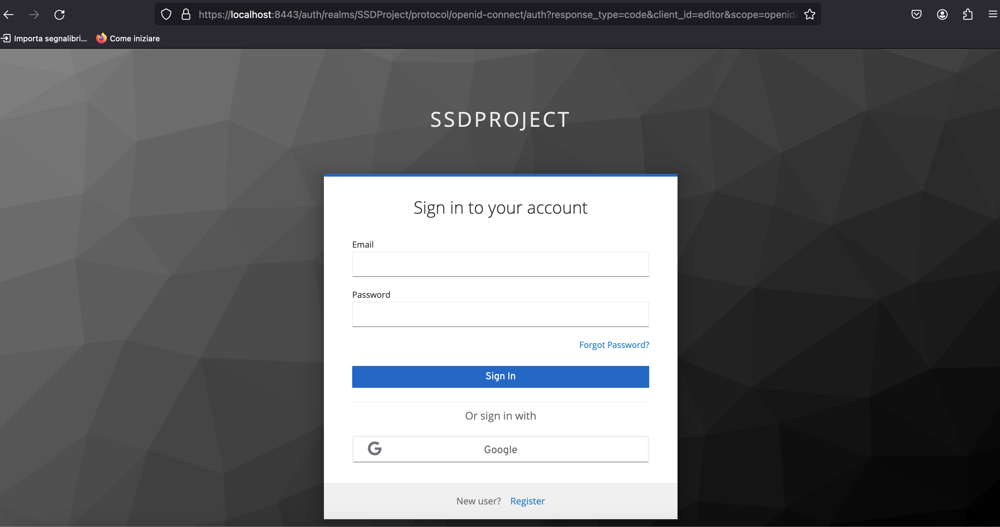 https://localhost:8443/auth/realms/SSDProject/protocol/openid-connect/auth?response_type=code&client_id=editor&scope=openid&
Importa segnalibri... Come iniziare
SSDPROJECT
Sign in to your account
Email
Password
Forgot Password?
Sign In
Or sign in with
G Google
New user? Register